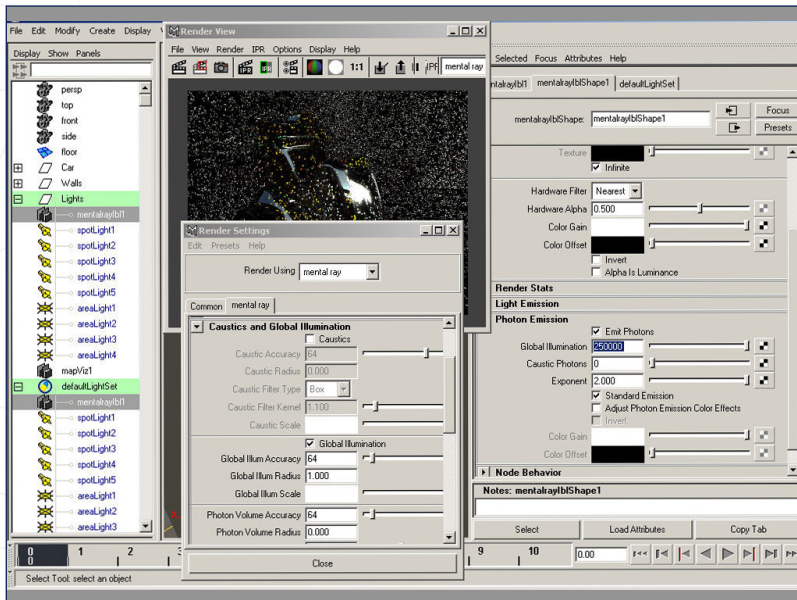 File Edit Modify Create Display
Display Show Panels
persp
top
front
side
floor
Car
Walls
Lights
mentalrayIbl1
spotLight1
spotLight2
spotLight3
spotLight4
spotLight5
areaLight1
areaLight2
areaLight3
areaLight4
mapViz1
defaultLightSet
mentalrayIbl1
spotLight1
spotLight2
spotLight3
spotLight4
spotLight5
areaLight1
areaLight2
areaLight3
Render View
File View Render IPR Options Display Help
IPR IPR 1:1 IPR mental ray
Render Settings
Edit Presets Help
Render Using mental ray
Common mental ray
Caustics and Global Illumination
Caustics
Caustic Accuracy 64
Caustic Radius 0.000
Caustic Filter Type Box
Caustic Filter Kernel 1.100
Caustic Scale
Global Illumination
Global Illum Accuracy 64
Global Illum Radius 1.000
Global Illum Scale
Photon Volume Accuracy 64
Photon Volume Radius 0.000
Close
Selected Focus Attributes Help
ntalrayIbl1 mentalrayIblShape1 defaultLightSet
mentalrayIblShape: mentalrayIblShape1
Focus
Presets
Texture
Infinite
Hardware Filter Nearest
Hardware Alpha 0.500
Color Gain
Color Offset
Invert
Alpha Is Luminance
Render Stats
Light Emission
Photon Emission
Emit Photons
Global Illumination 250000
Caustic Photons 0
Exponent 2.000
Standard Emission
Adjust Photon Emission Color Effects
Invert
Color Gain
Color Offset
Node Behavior
Notes: mentalrayIblShape1
Select Load Attributes Copy Tab
0 1 2 3 9 10 0.00
0
Select Tool: select an object